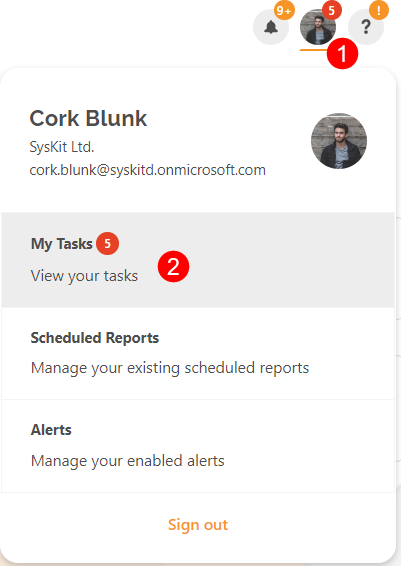 9+ 5 !
?
1
Cork Blunk
SysKit Ltd.
cork.blunk@syskitd.onmicrosoft.com
My Tasks 5
View your tasks
2
Scheduled Reports
Manage your existing scheduled reports
Alerts
Manage your enabled alerts
Sign out